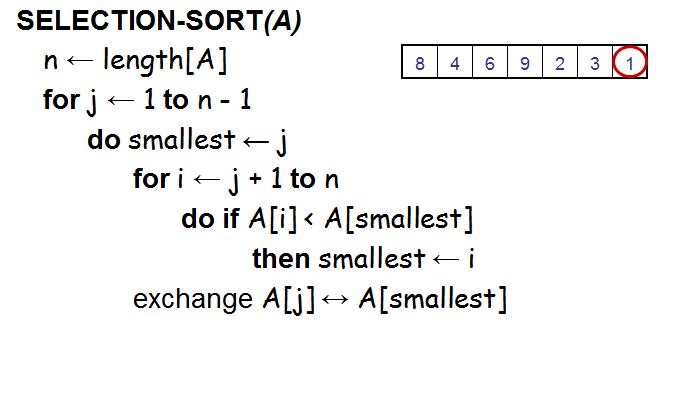 SELECTION-SORT(A)
n ← length[A]
8 4 6 9 2 3 1
for j ← 1 to n - 1
do smallest ← j
for i ← j + 1 to n
do if A[i] < A[smallest]
then smallest ← i
exchange A[j] ↔ A[smallest]